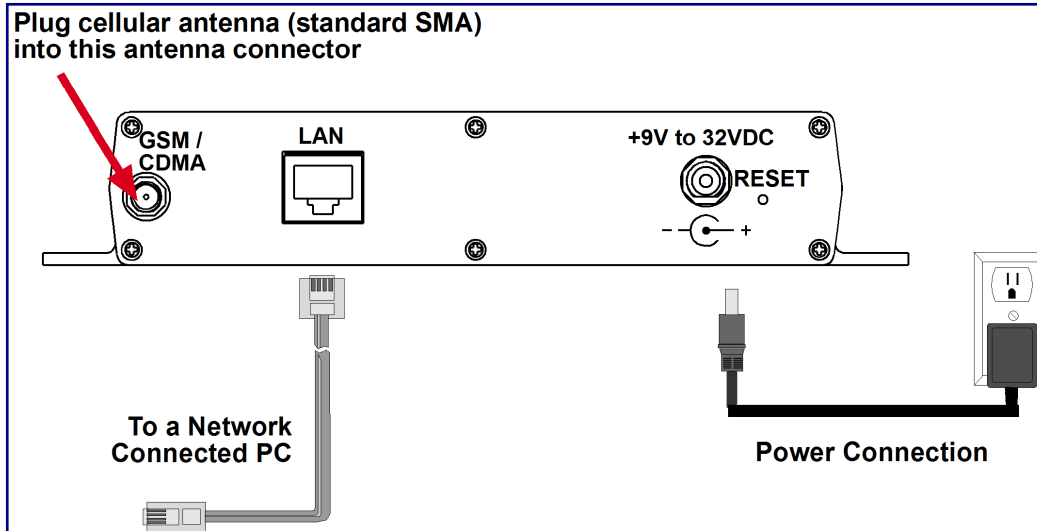 Plug cellular antenna (standard SMA)
into this antenna connector
GSM /
CDMA
LAN
+9V to 32VDC
RESET
- +
To a Network
Connected PC
Power Connection